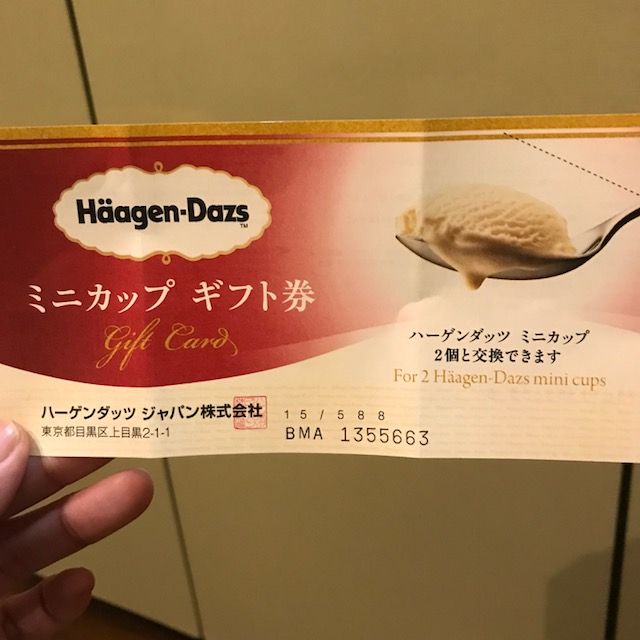 Häagen-Dazs
TM
ミニカップ ギフト券
Gift Card
ハーゲンダッツ ミニカップ
2個と交換できます
For 2 Häagen-Dazs mini cups
ハーゲンダッツ ジャパン株式会社
東京都目黒区上目黒2-1-1
15/588
BMA 1355663